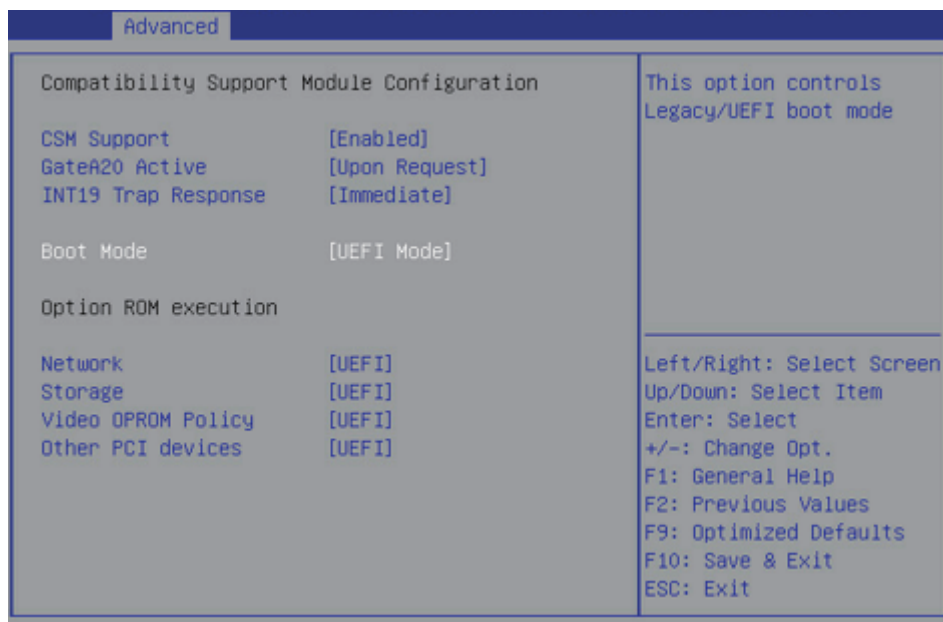 Advanced
Compatibility Support Module Configuration
CSM Support [Enabled]
GateA20 Active [Upon Request]
INT19 Trap Response [Immediate]
Boot Mode [UEFI Mode]
Option ROM execution
Network [UEFI]
Storage [UEFI]
Video OPROM Policy [UEFI]
Other PCI devices [UEFI]
This option controls
Legacy/UEFI boot mode
Left/Right: Select Screen
Up/Down: Select Item
Enter: Select
+/-: Change Opt.
F1: General Help
F2: Previous Values
F9: Optimized Defaults
F10: Save & Exit
ESC: Exit